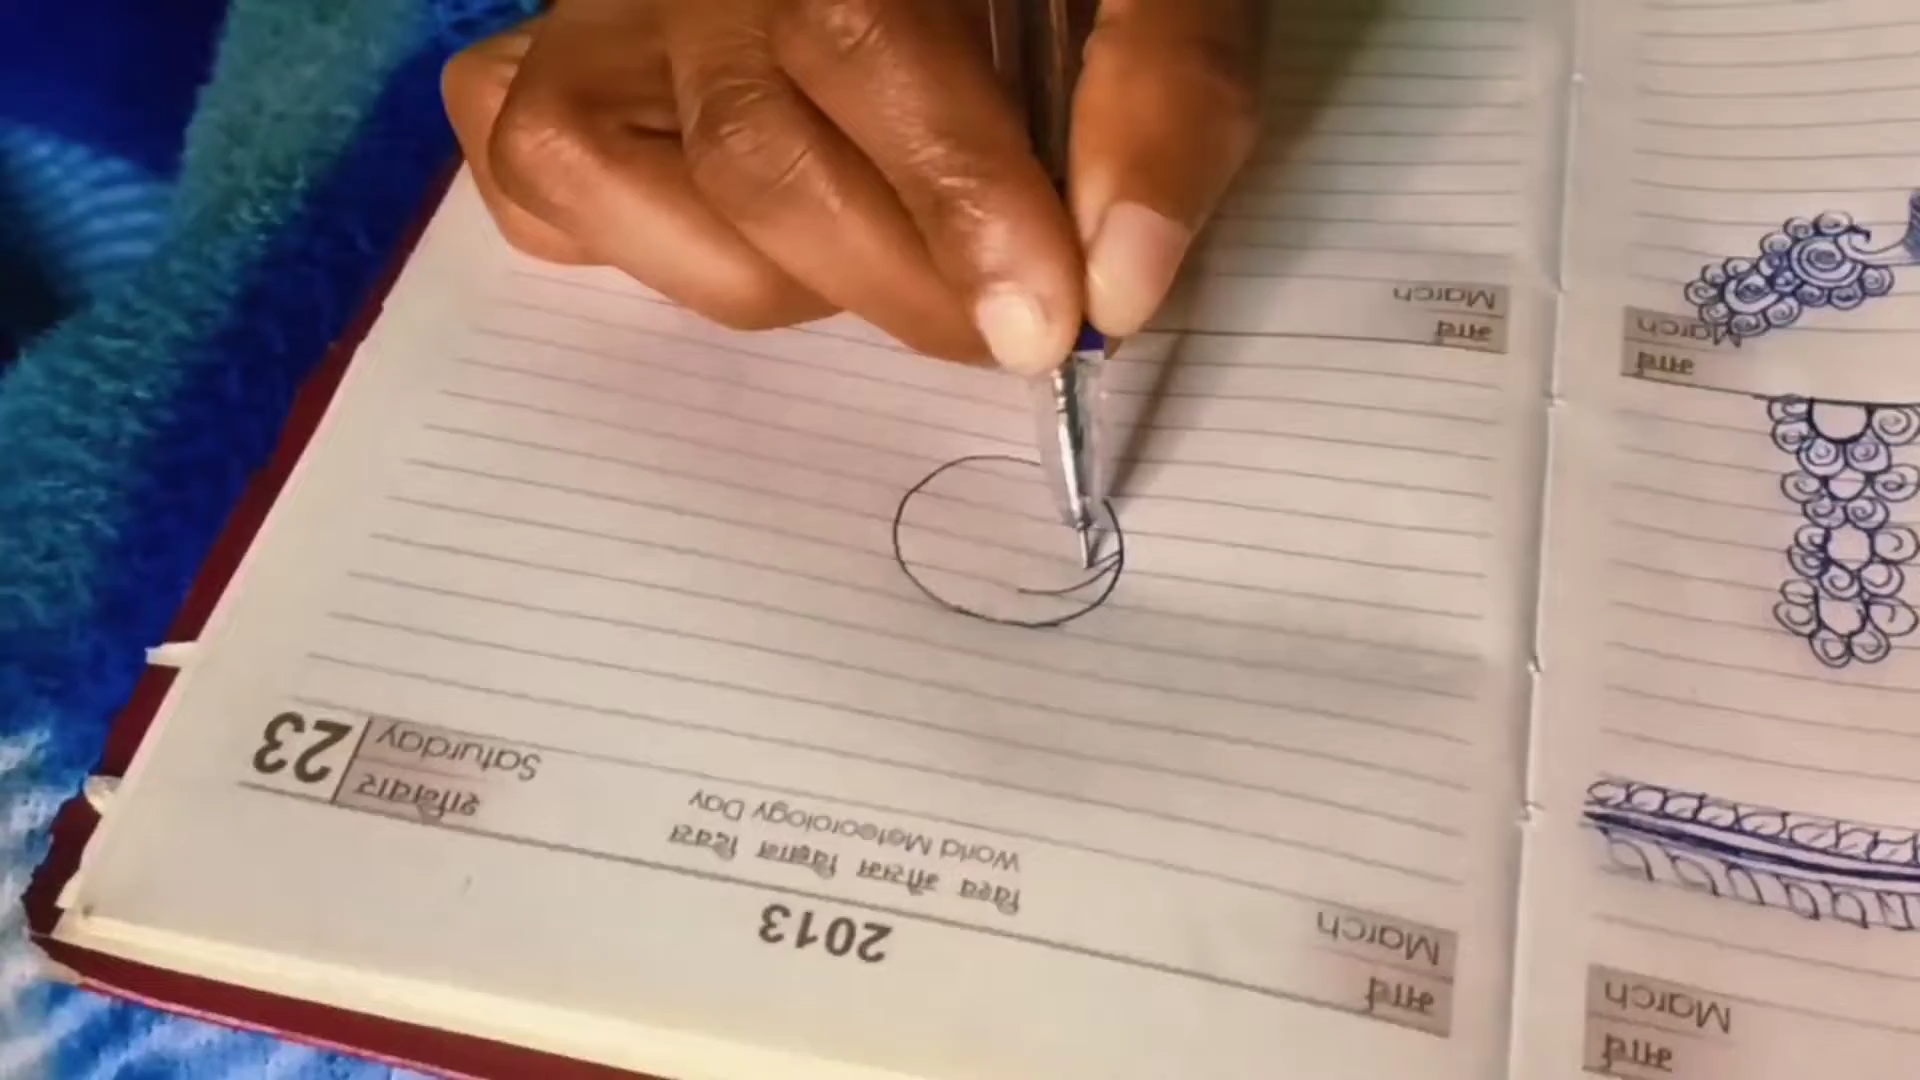 2013
March
मार्च
विश्व मौसम विज्ञान दिवस
World Meteorology Day
23
शनिवार
Saturday
March
मार्च
March
मार्च
March
मार्च